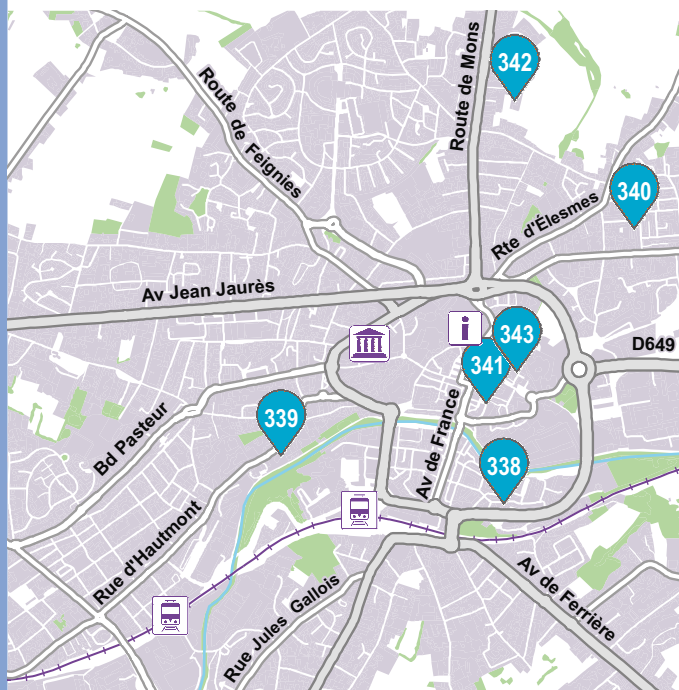 342
Route de Mons
Route de Feignies
340
Rte d'Élesmes
Av Jean Jaurès
i
343
D649
341
339
Bd Pasteur
Av de France
338
Rue d'Hautmont
Rue Jules Gallois
Av de Ferrière